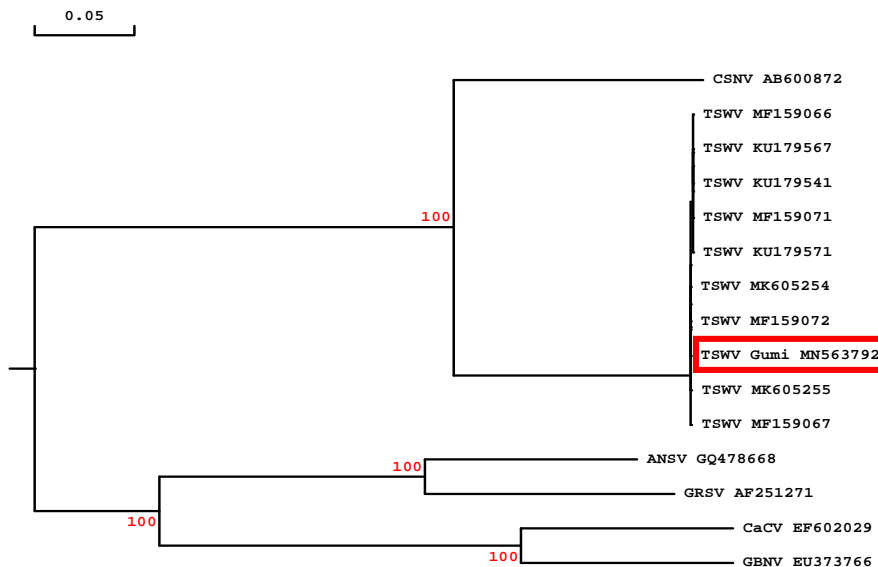 0.05
CSNV AB600872
TSWV MF159066
TSWV KU179567
TSWV KU179541
100
TSWV MF159071
TSWV KU179571
TSWV MK605254
TSWV MF159072
TSWV Gumi MN563792
TSWV MK605255
TSWV MF159067
100
ANSV GQ478668
GRSV AF251271
100
CaCV EF602029
100
GBNV EU373766